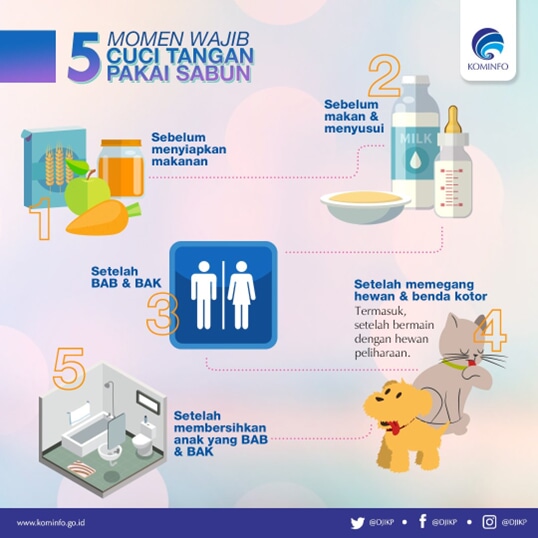 5 MOMEN WAJIB
CUCI TANGAN
PAKAI SABUN
KOMINFO
1
Sebelum
menyiapkan
makanan
2
Sebelum
makan &
menyusui
MILK
3
Setelah
BAB & BAK
4
Setelah memegang
hewan & benda kotor
Termasuk,
setelah bermain
dengan hewan
peliharaan.
5
Setelah
membersihkan
anak yang BAB
& BAK
www.kominfo.go.id
@DJIKP
@DJIKP
@DJIKP